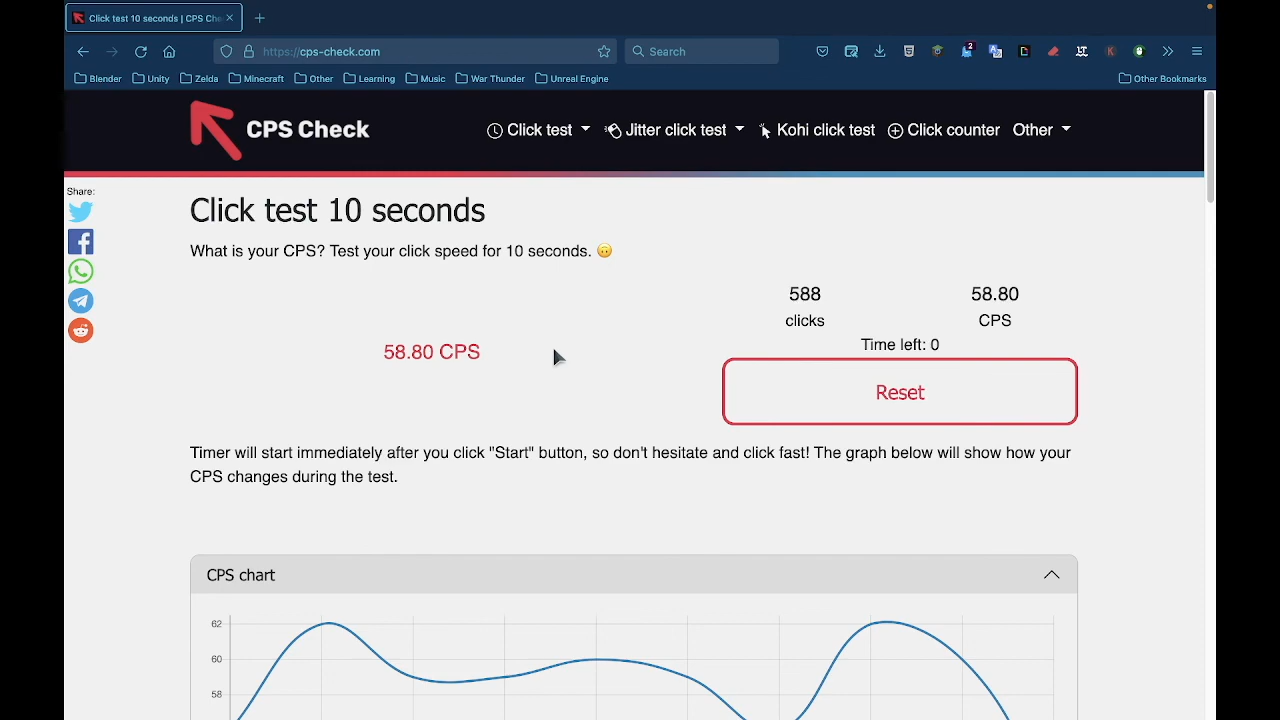 Click test 10 seconds | CPS Che
https://cps-check.com
Search
2
Blender Unity Zelda Minecraft Other Learning Music War Thunder Unreal Engine Other Bookmarks
CPS Check
Click test Jitter click test Kohi click test Click counter Other
Share:
Click test 10 seconds
What is your CPS? Test your click speed for 10 seconds. 🙃
588 58.80
clicks CPS
Time left: 0
58.80 CPS
Reset
Timer will start immediately after you click "Start" button, so don't hesitate and click fast! The graph below will show how your
CPS changes during the test.
CPS chart
62
60
58